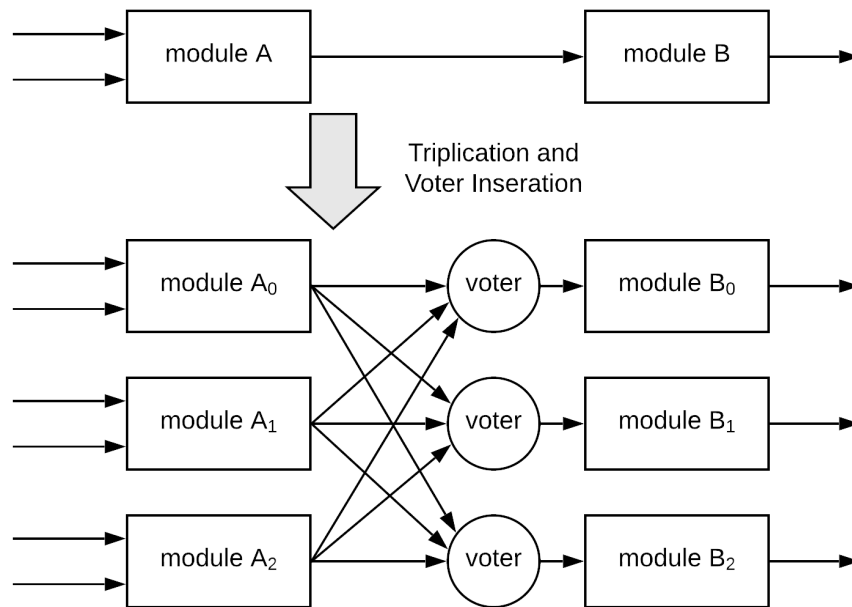 module A
module B
Triplication and
Voter Inseration
module A₀
voter
module B₀
module A₁
voter
module B₁
module A₂
voter
module B₂